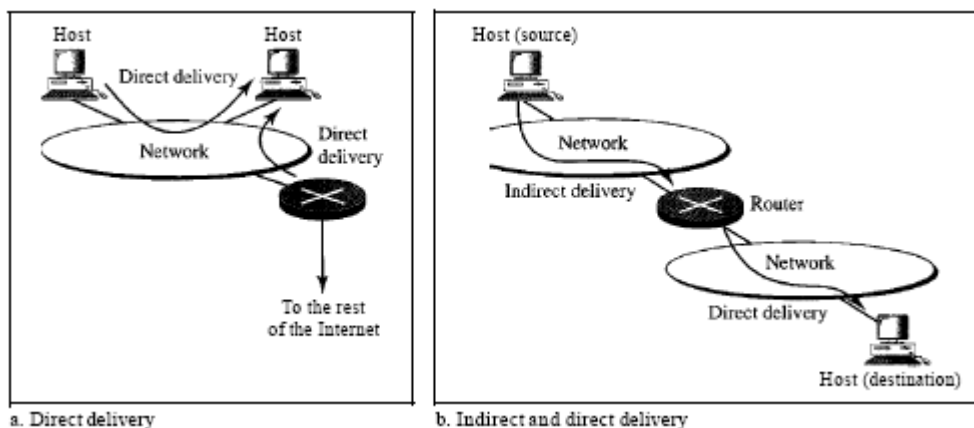 Host
Host
Direct delivery
Network
Direct
delivery
To the rest
of the Internet
a. Direct delivery
Host (source)
Network
Indirect delivery
Router
Network
Direct delivery
Host (destination)
b. Indirect and direct delivery